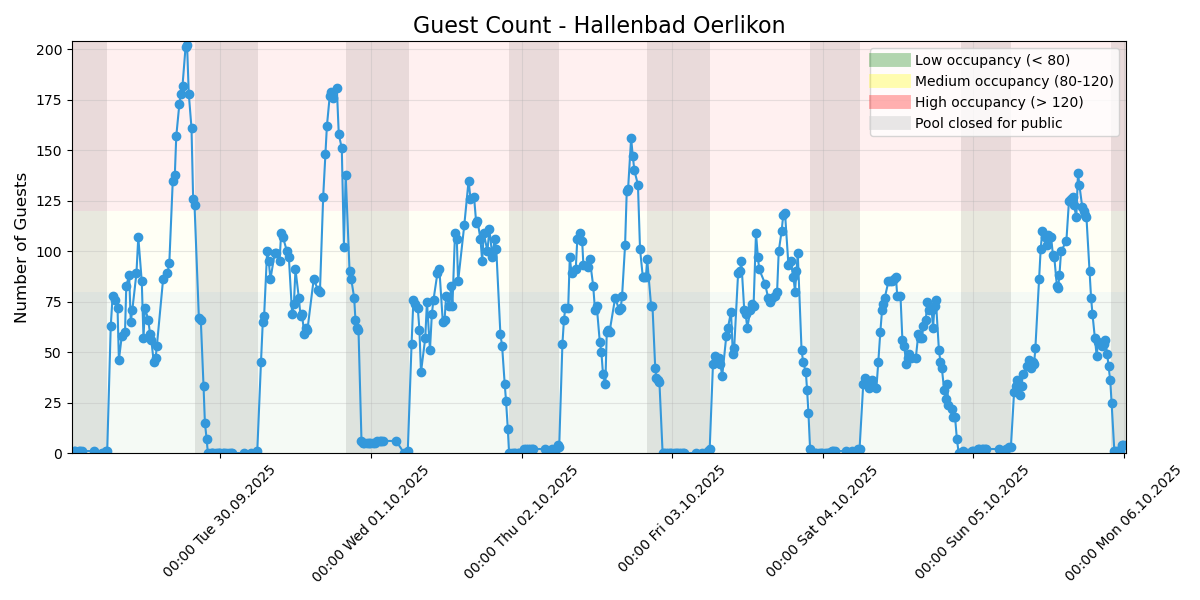 Guest Count - Hallenbad Oerlikon
Number of Guests
200
175
150
125
100
75
50
25
0
Low occupancy (< 80)
Medium occupancy (80-120)
High occupancy (> 120)
Pool closed for public
00:00 Tue 30.09.2025
00:00 Wed 01.10.2025
00:00 Thu 02.10.2025
00:00 Fri 03.10.2025
00:00 Sat 04.10.2025
00:00 Sun 05.10.2025
00:00 Mon 06.10.2025